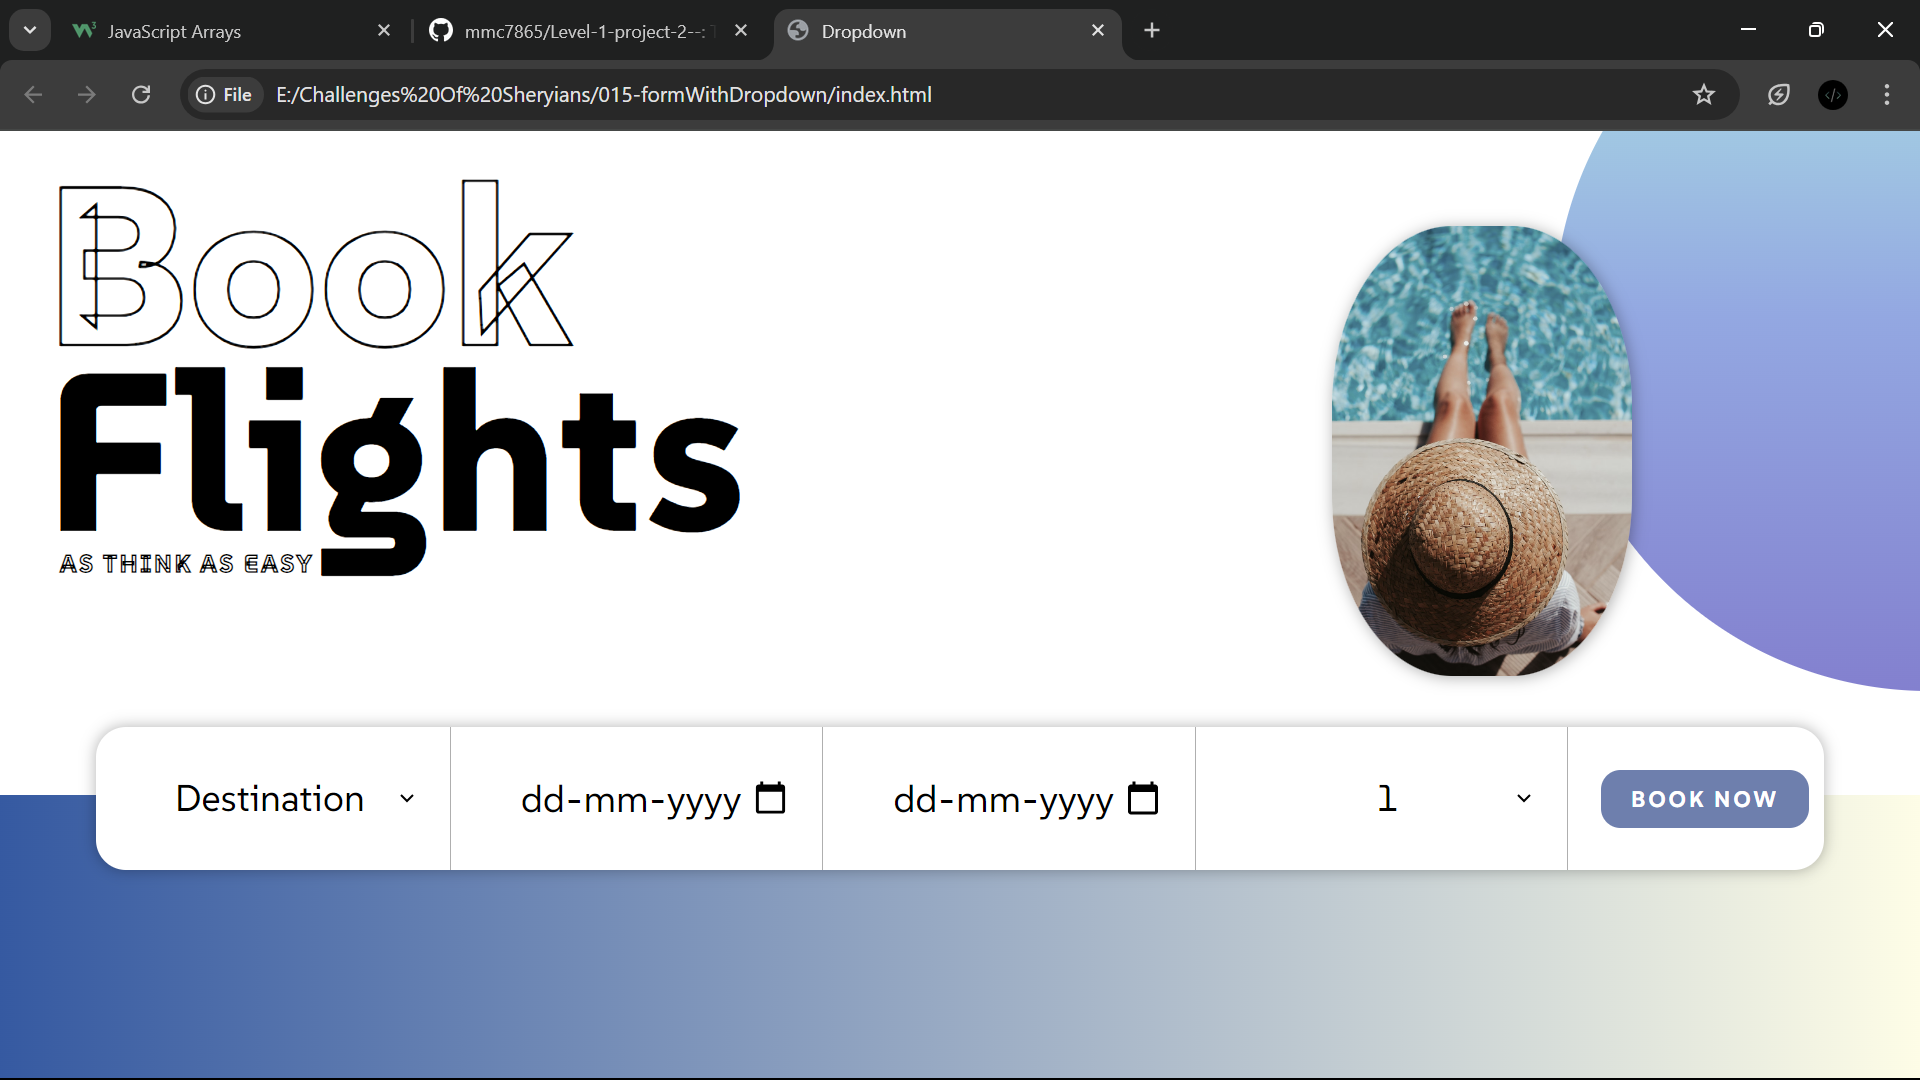 JavaScript Arrays
mmc7865/Level-1-project-2--:
Dropdown
File
E:/Challenges%20Of%20Sheryians/015-formWithDropdown/index.html
Book
Flights
AS THINK AS EASY
Destination
dd-mm-yyyy
dd-mm-yyyy
1
BOOK NOW